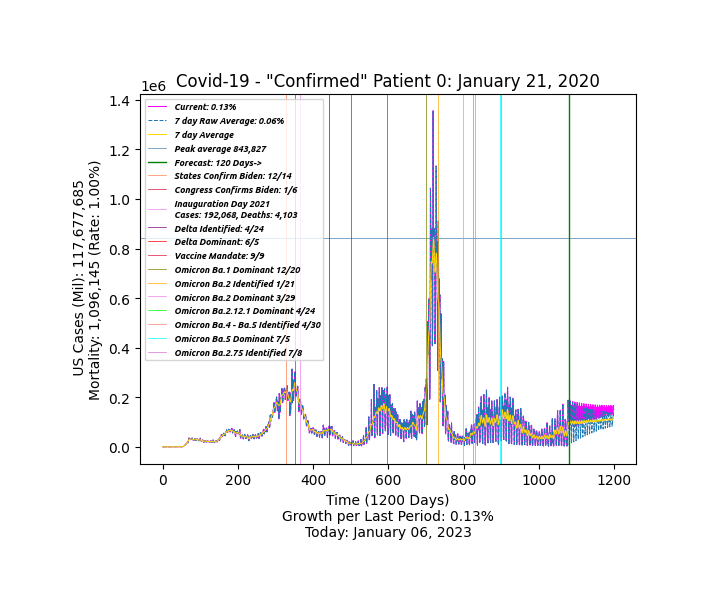 Covid-19 - "Confirmed" Patient 0: January 21, 2020
1e6
1.4
1.2
1.0
0.8
0.6
0.4
0.2
0.0
US Cases (Mil): 117,677,685
Mortality: 1,096,145 (Rate: 1.00%)
Current: 0.13%
7 day Raw Average: 0.06%
7 day Average
Peak average 843,827
Forecast: 120 Days->
States Confirm Biden: 12/14
Congress Confirms Biden: 1/6
Inauguration Day 2021
Cases: 192,068, Deaths: 4,103
Delta Identified: 4/24
Delta Dominant: 6/5
Vaccine Mandate: 9/9
Omicron Ba.1 Dominant 12/20
Omicron Ba.2 Identified 1/21
Omicron Ba.2 Dominant 3/29
Omicron Ba.2.12.1 Dominant 4/24
Omicron Ba.4 - Ba.5 Identified 4/30
Omicron Ba.5 Dominant 7/5
Omicron Ba.2.75 Identified 7/8
0 200 400 600 800 1000 1200
Time (1200 Days)
Growth per Last Period: 0.13%
Today: January 06, 2023